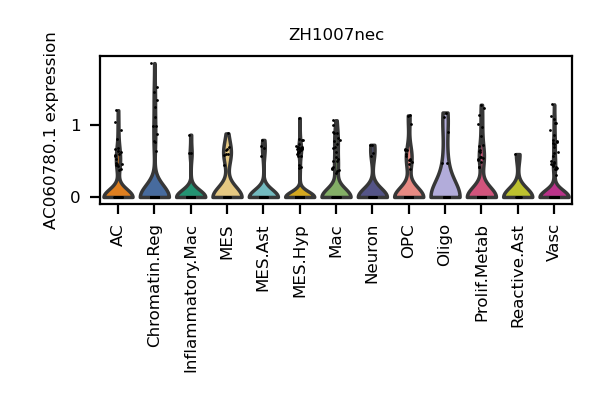 ZH1007nec
AC060780.1 expression
1
0
AC
Chromatin.Reg
Inflammatory.Mac
MES
MES.Ast
MES.Hyp
Mac
Neuron
OPC
Oligo
Prolif.Metab
Reactive.Ast
Vasc